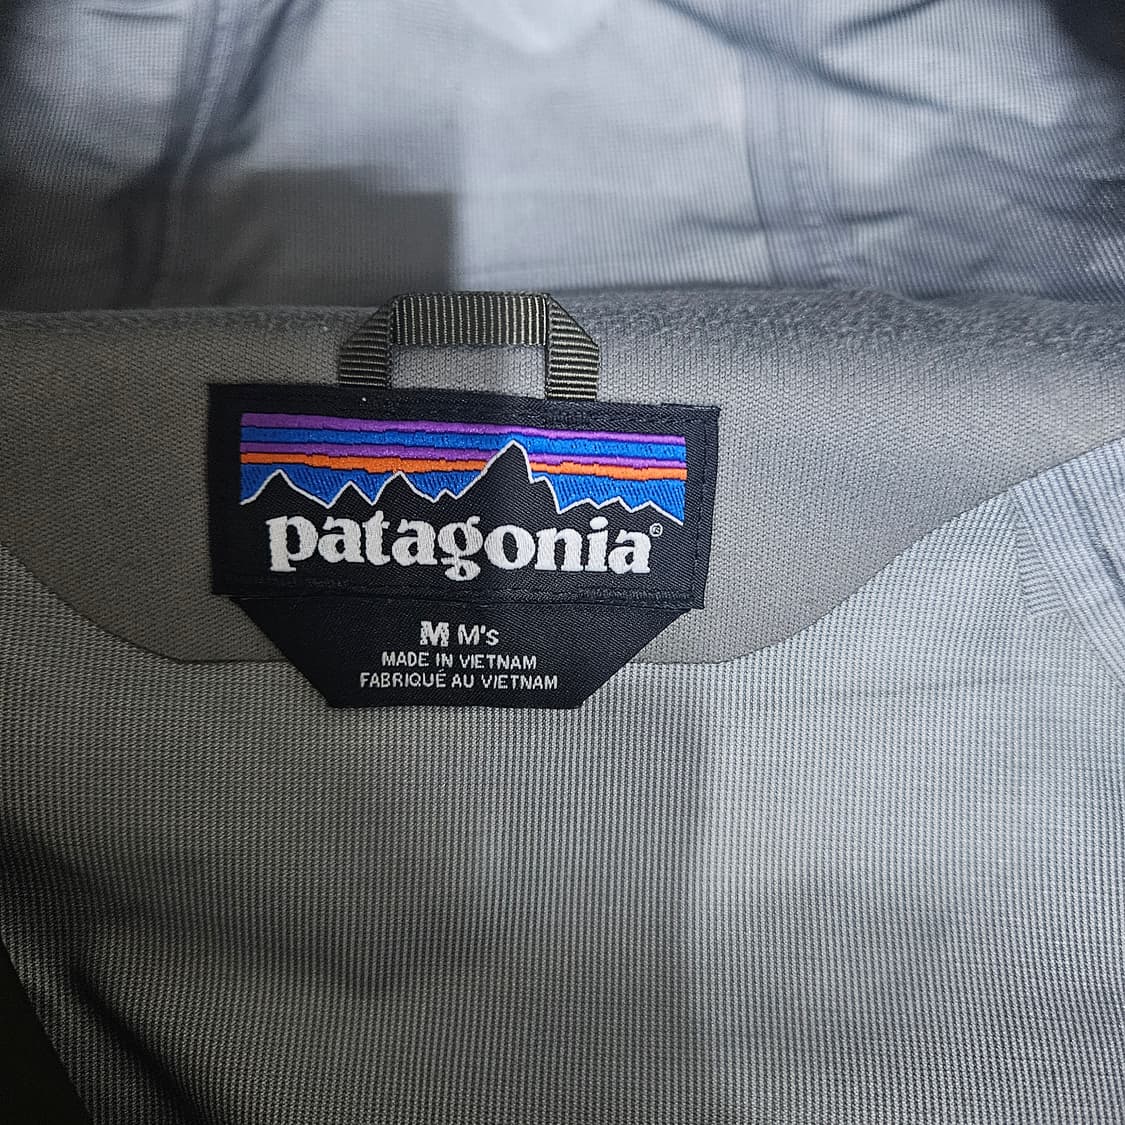 patagonia®
M M's
MADE IN VIETNAM
FABRIQUÉ AU VIETNAM